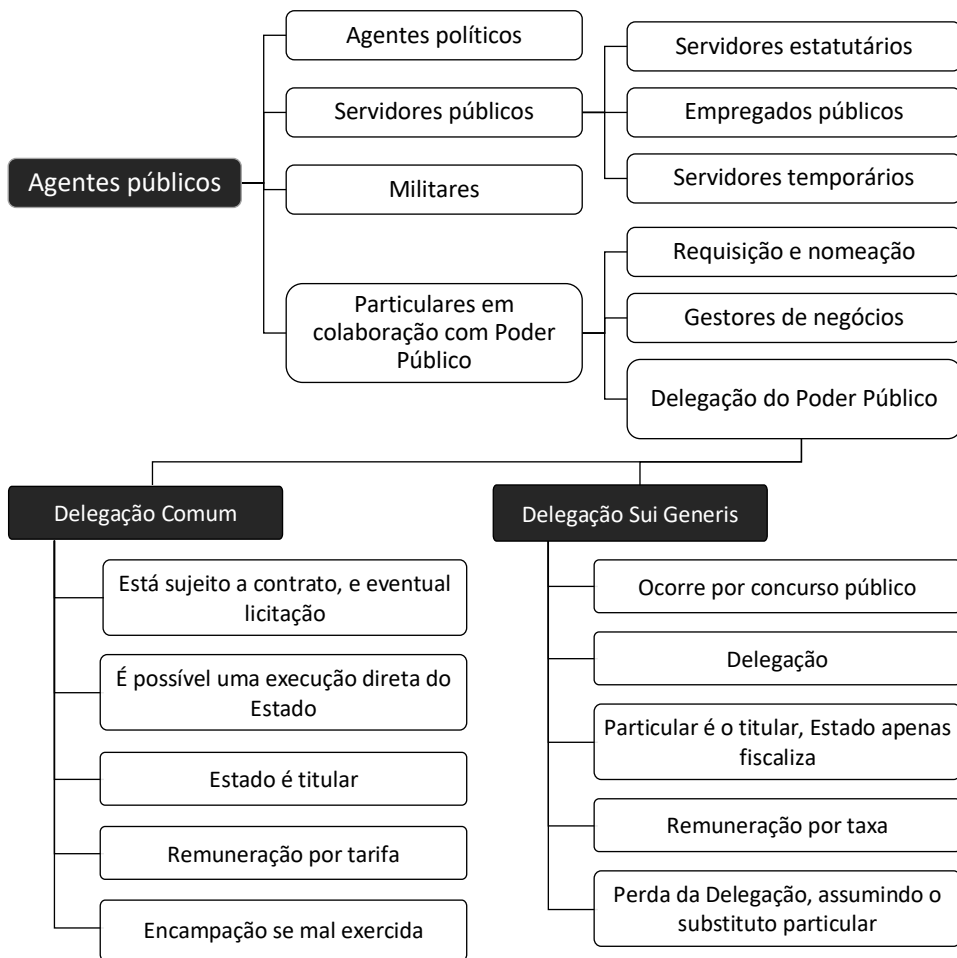 Agentes públicos
Agentes políticos
Servidores públicos
Militares
Particulares em
colaboração com Poder
Público
Servidores estatutários
Empregados públicos
Servidores temporários
Requisição e nomeação
Gestores de negócios
Delegação do Poder Público
Delegação Comum
Está sujeito a contrato, e eventual
licitação
É possível uma execução direta do
Estado
Estado é titular
Remuneração por tarifa
Encampação se mal exercida
Delegação Sui Generis
Ocorre por concurso público
Delegação
Particular é o titular, Estado apenas
fiscaliza
Remuneração por taxa
Perda da Delegação, assumindo o
substituto particular